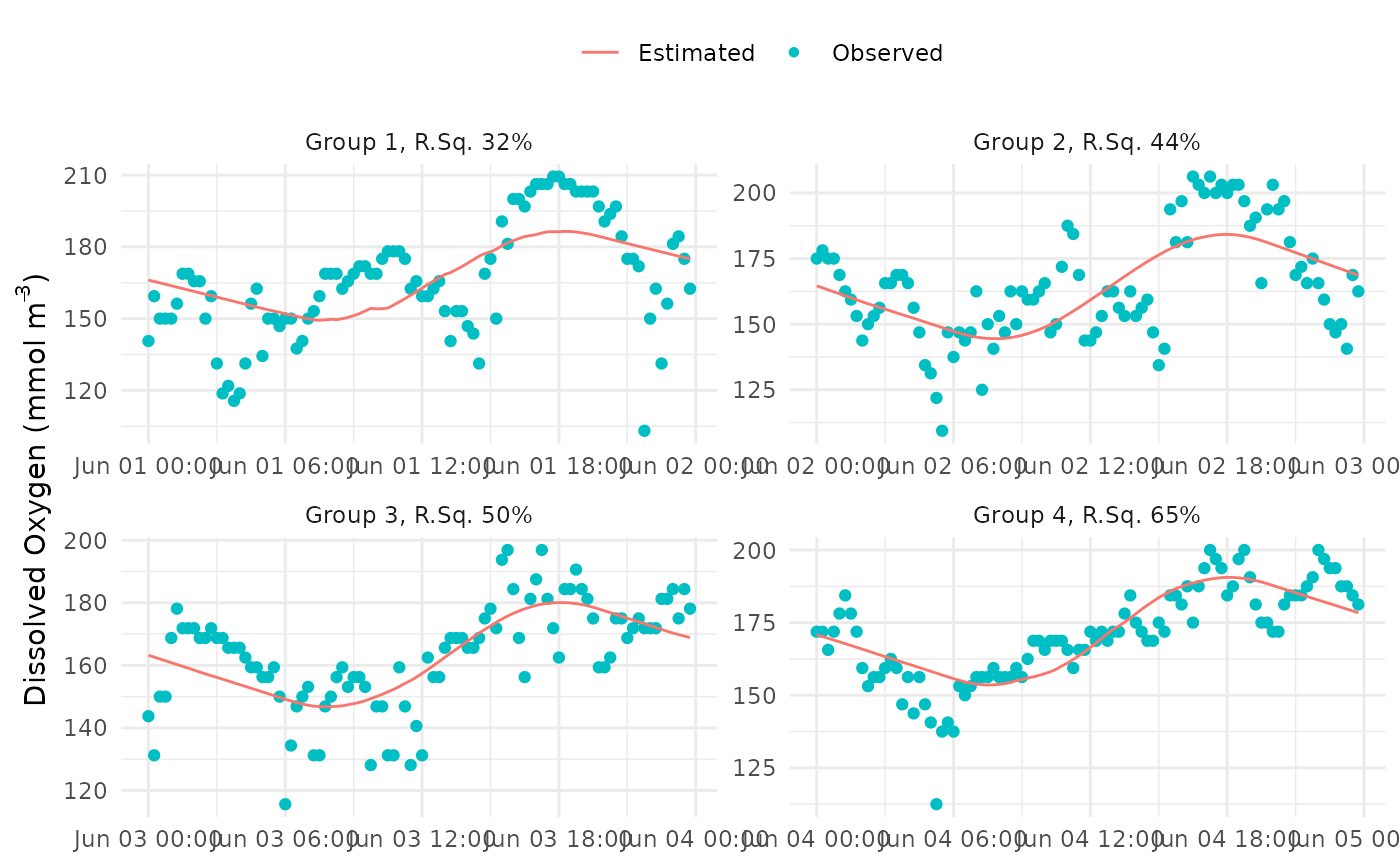 Estimated Observed
Dissolved Oxygen (mmol m⁻³)
Group 1, R.Sq. 32%
210
180
150
120
Jun 01 00:00 Jun 01 06:00 Jun 01 12:00 Jun 01 18:00 Jun 02 00:00
Group 2, R.Sq. 44%
200
175
150
125
Jun 02 00:00 Jun 02 06:00 Jun 02 12:00 Jun 02 18:00 Jun 03 00
Group 3, R.Sq. 50%
200
180
160
140
120
Jun 03 00:00 Jun 03 06:00 Jun 03 12:00 Jun 03 18:00 Jun 04 00:00
Group 4, R.Sq. 65%
200
175
150
125
Jun 04 00:00 Jun 04 06:00 Jun 04 12:00 Jun 04 18:00 Jun 05 00